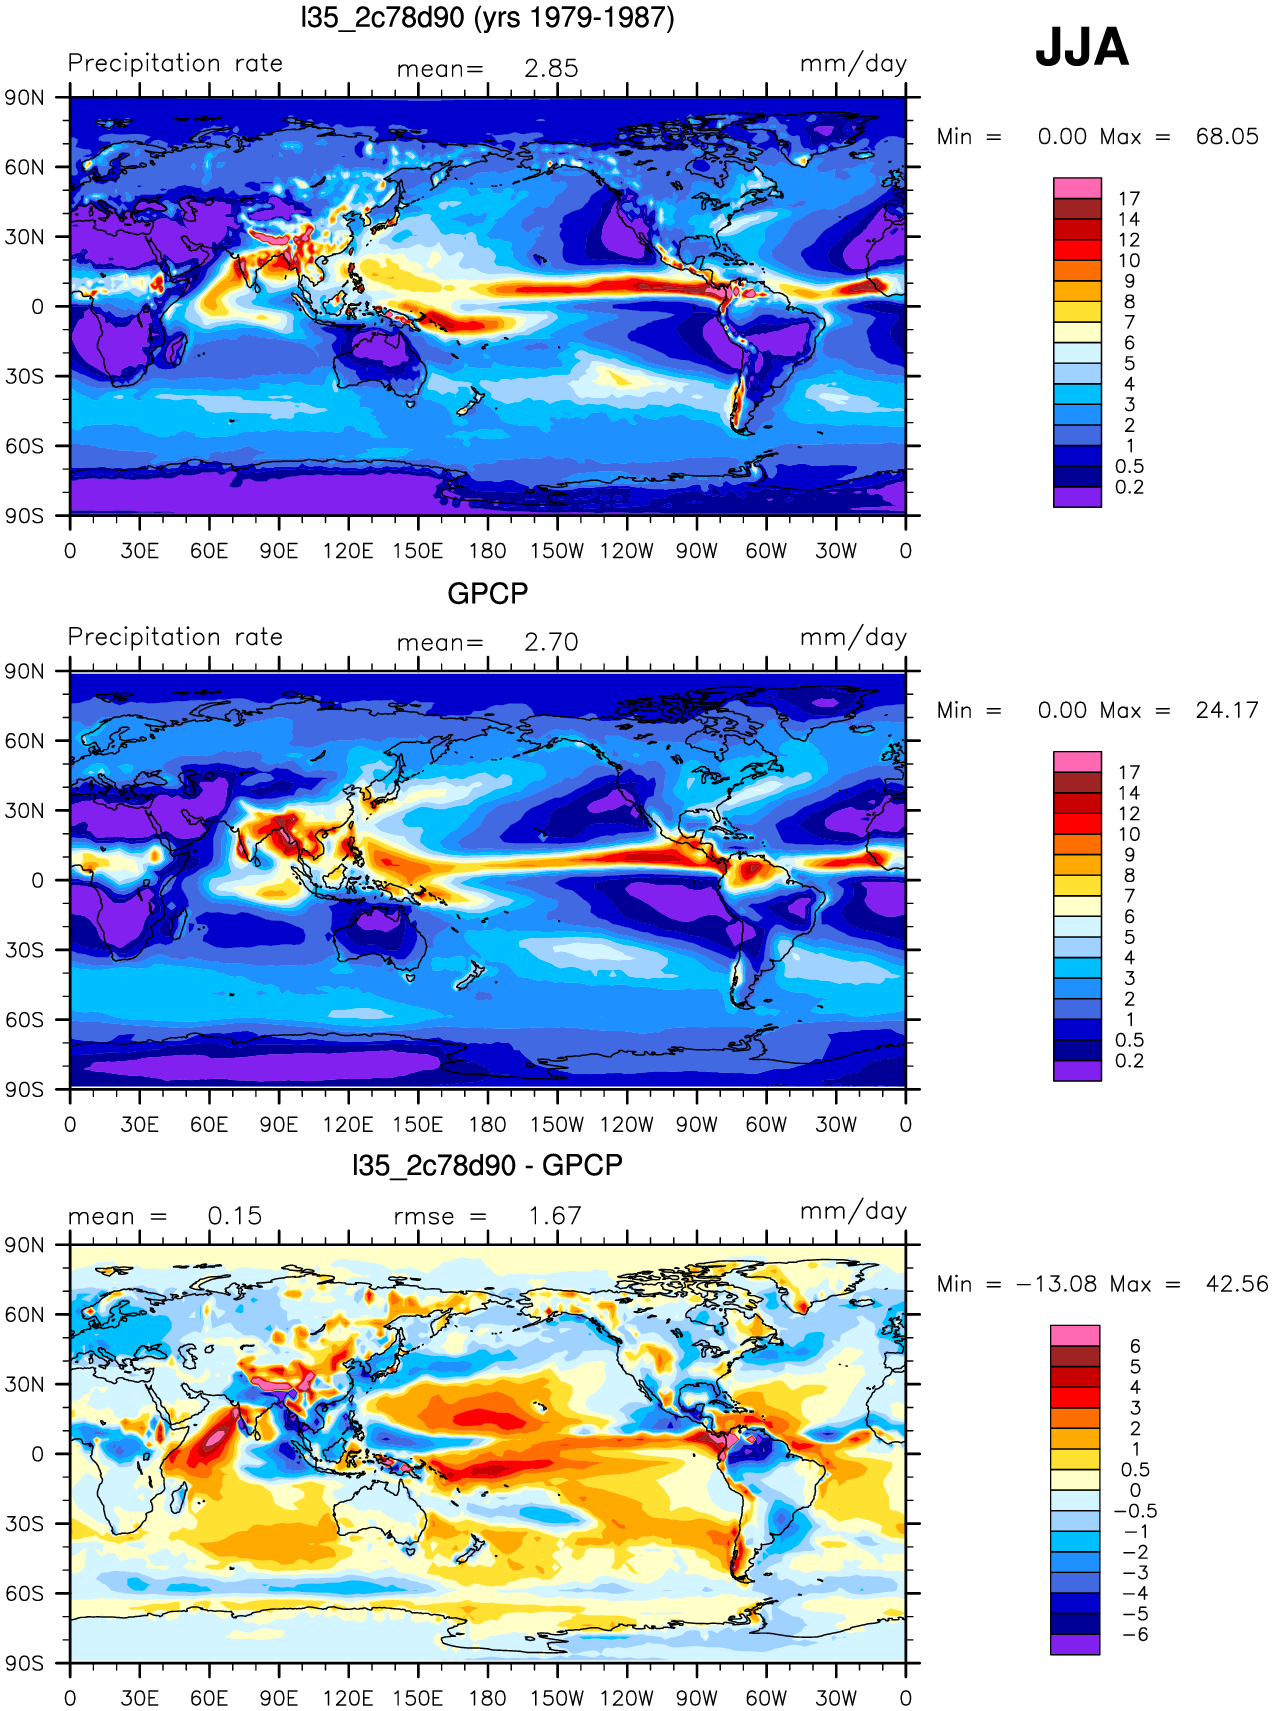 l35_2c78d90 (yrs 1979-1987)
JJA
Precipitation rate mean= 2.85 mm/day
Min = 0.00 Max = 68.05
90N
60N
30N
0
30S
60S
90S
0 30E 60E 90E 120E 150E 180 150W 120W 90W 60W 30W 0
17
14
12
10
9
8
7
6
5
4
3
2
1
0.5
0.2
GPCP
Precipitation rate mean= 2.70 mm/day
Min = 0.00 Max = 24.17
90N
60N
30N
0
30S
60S
90S
0 30E 60E 90E 120E 150E 180 150W 120W 90W 60W 30W 0
17
14
12
10
9
8
7
6
5
4
3
2
1
0.5
0.2
l35_2c78d90 - GPCP
mean = 0.15 rmse = 1.67 mm/day
Min = −13.08 Max = 42.56
90N
60N
30N
0
30S
60S
90S
0 30E 60E 90E 120E 150E 180 150W 120W 90W 60W 30W 0
6
5
4
3
2
1
0.5
0
−0.5
−1
−2
−3
−4
−5
−6